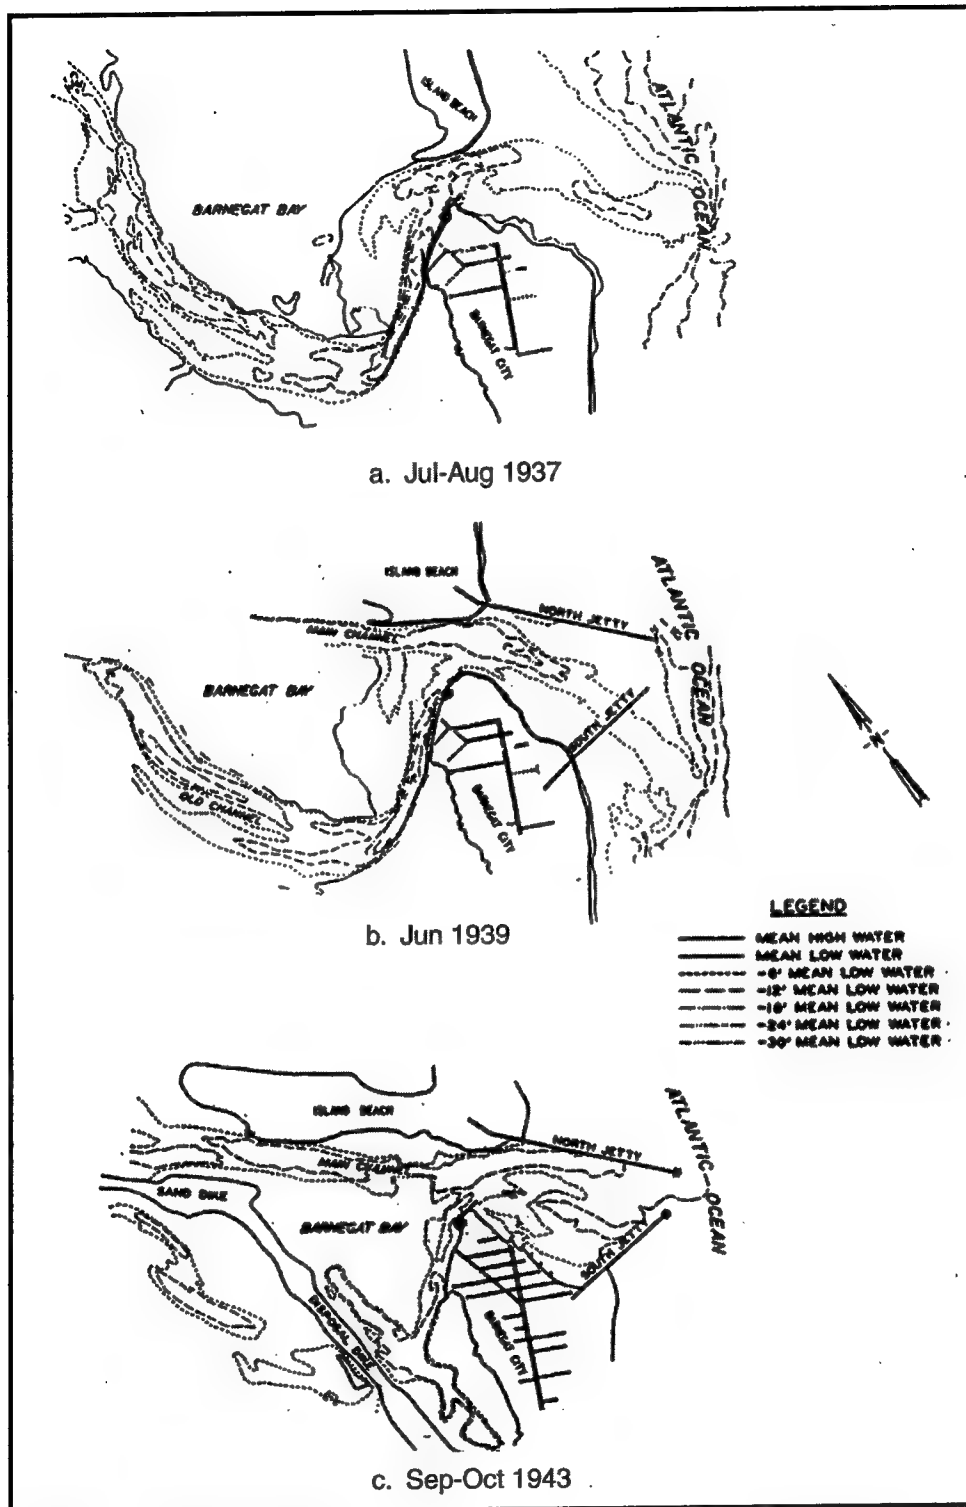 ISLAND BEACH
ATLANTIC OCEAN
BARNEGAT BAY
BARNEGAT CITY
a. Jul-Aug 1937
ISLAND BEACH
NORTH JETTY
ATLANTIC OCEAN
MAIN CHANNEL
BARNEGAT BAY
SOUTH JETTY
OLD CHANNEL
BARNEGAT CITY
N
b. Jun 1939
LEGEND
MEAN HIGH WATER
MEAN LOW WATER
-6' MEAN LOW WATER
-12' MEAN LOW WATER
-18' MEAN LOW WATER
-24' MEAN LOW WATER
-30' MEAN LOW WATER
ISLAND BEACH
ATLANTIC OCEAN
NORTH JETTY
MAIN CHANNEL
SAND DIKE
BARNEGAT BAY
SOUTH JETTY
DISPOSAL DIKE
BARNEGAT CITY
c. Sep-Oct 1943